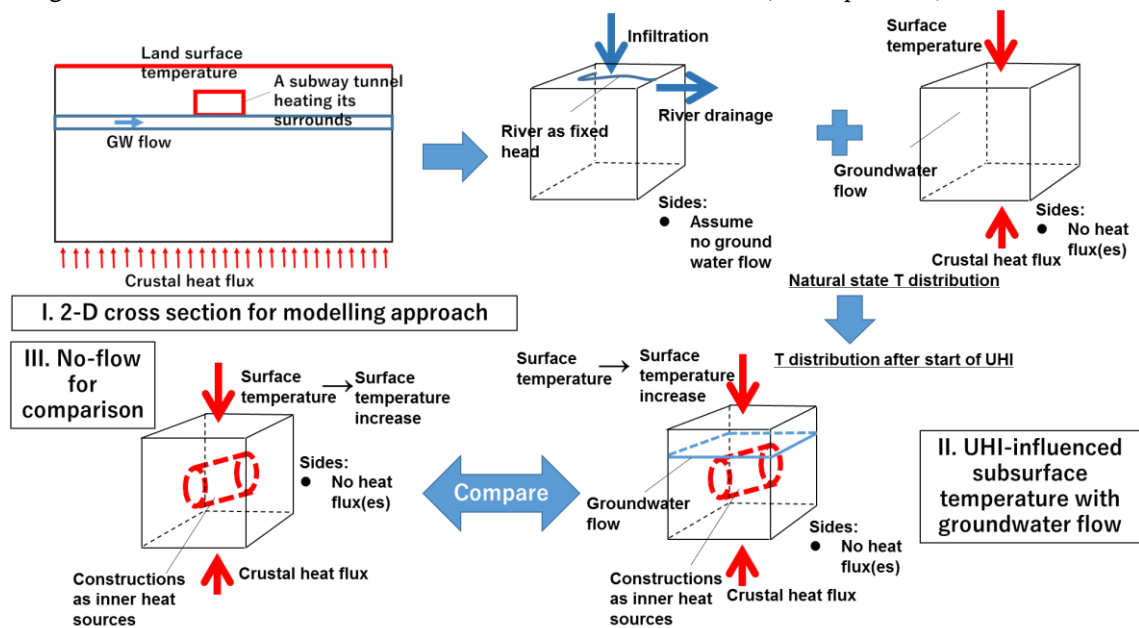 Land surface
temperature
A subway tunnel
heating its
surrounds
GW flow
Crustal heat flux
I. 2-D cross section for modelling approach
Infiltration
River drainage
River as fixed
head
Sides:
● Assume
no ground
water flow
Surface
temperature
Groundwater
flow
Sides:
● No heat
flux(es)
Crustal heat flux
Natural state T distribution
T distribution after start of UHI
III. No-flow
for
comparison
Surface
temperature
→
Surface
temperature
increase
Sides:
● No heat
flux(es)
Crustal heat flux
Constructions
as inner heat
sources
Compare
Surface
temperature
→
Surface
temperature
increase
Groundwater
flow
Sides:
● No heat
flux(es)
Crustal heat flux
Constructions
as inner heat
sources
II. UHI-influenced
subsurface
temperature with
groundwater flow